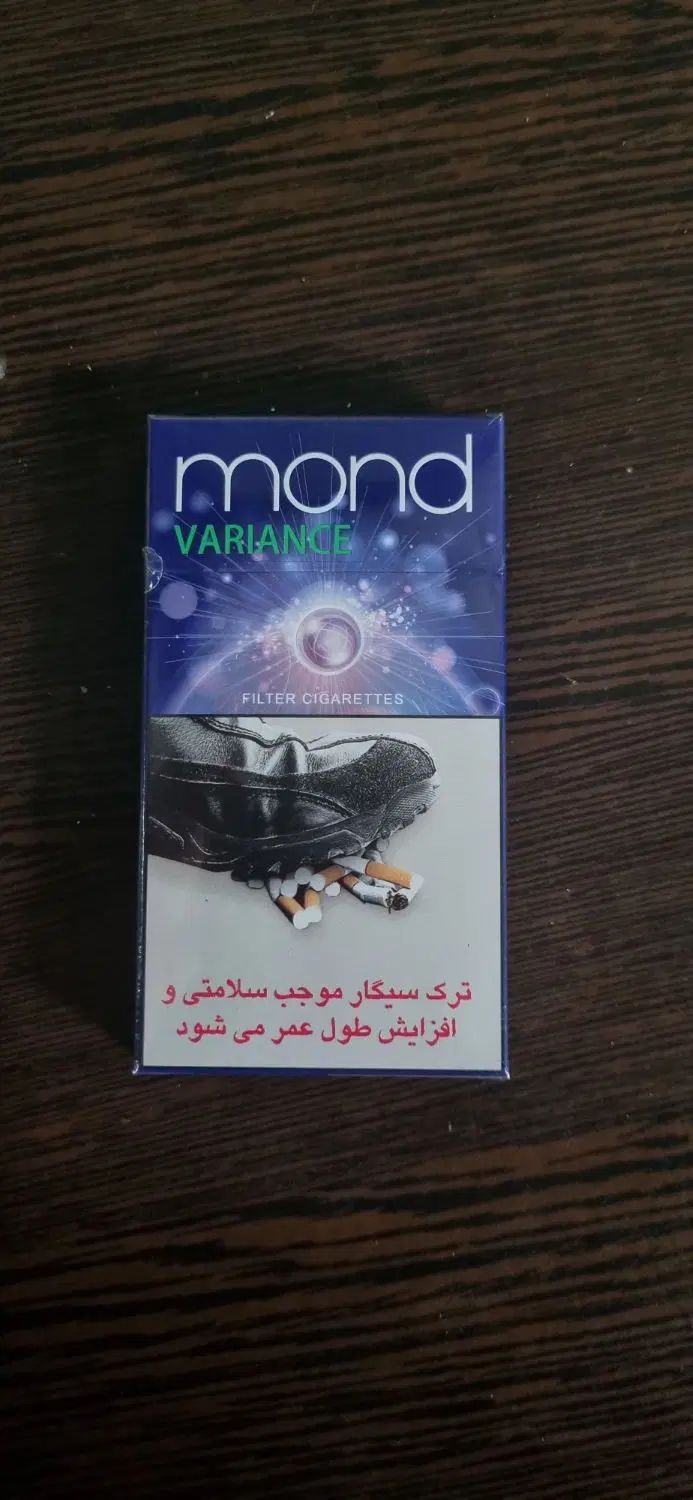 mond
VARIANCE
FILTER CIGARETTES
ترک سیگار موجب سلامتی و
افزایش طول عمر می شود